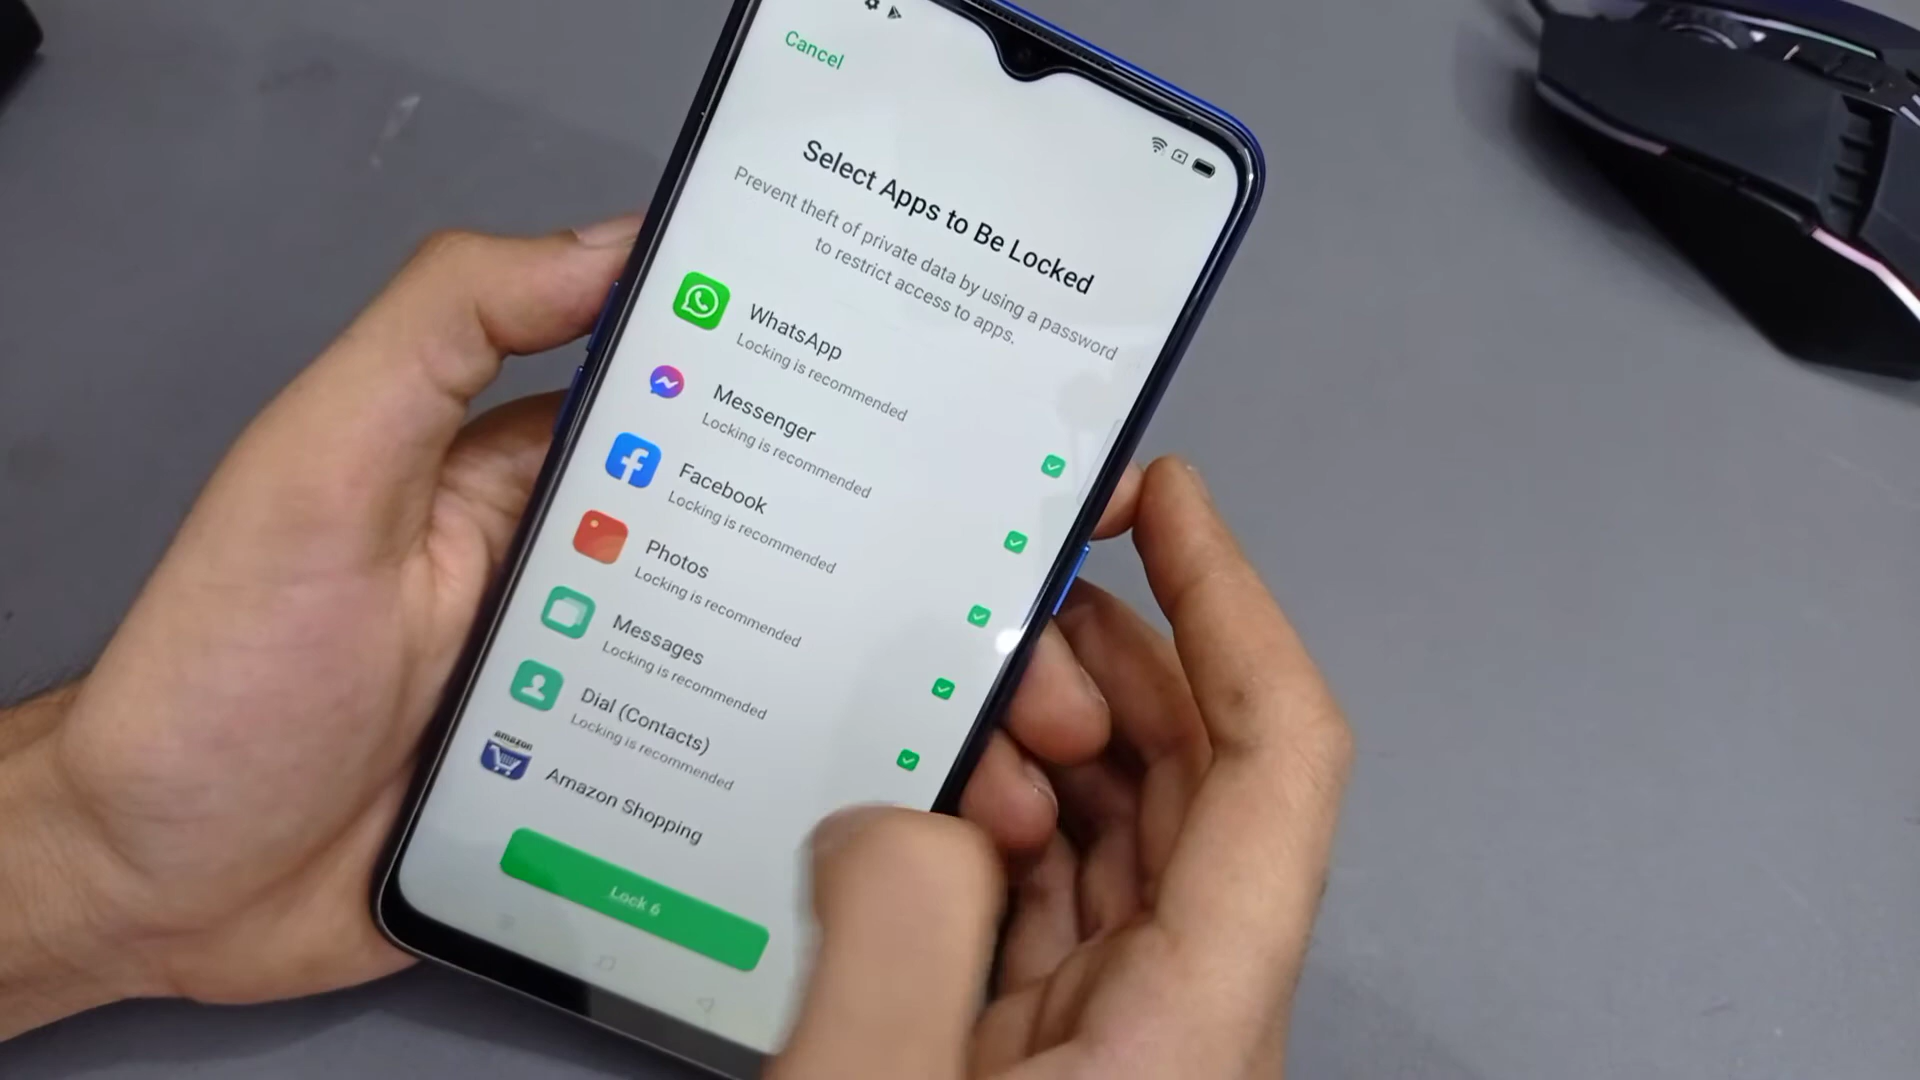 Cancel
Select Apps to Be Locked
Prevent theft of private data by using a password
to restrict access to apps.
WhatsApp
Locking is recommended
Messenger
Locking is recommended
Facebook
Locking is recommended
Photos
Locking is recommended
Messages
Locking is recommended
Dial (Contacts)
Locking is recommended
amazon
Amazon Shopping
Lock 6